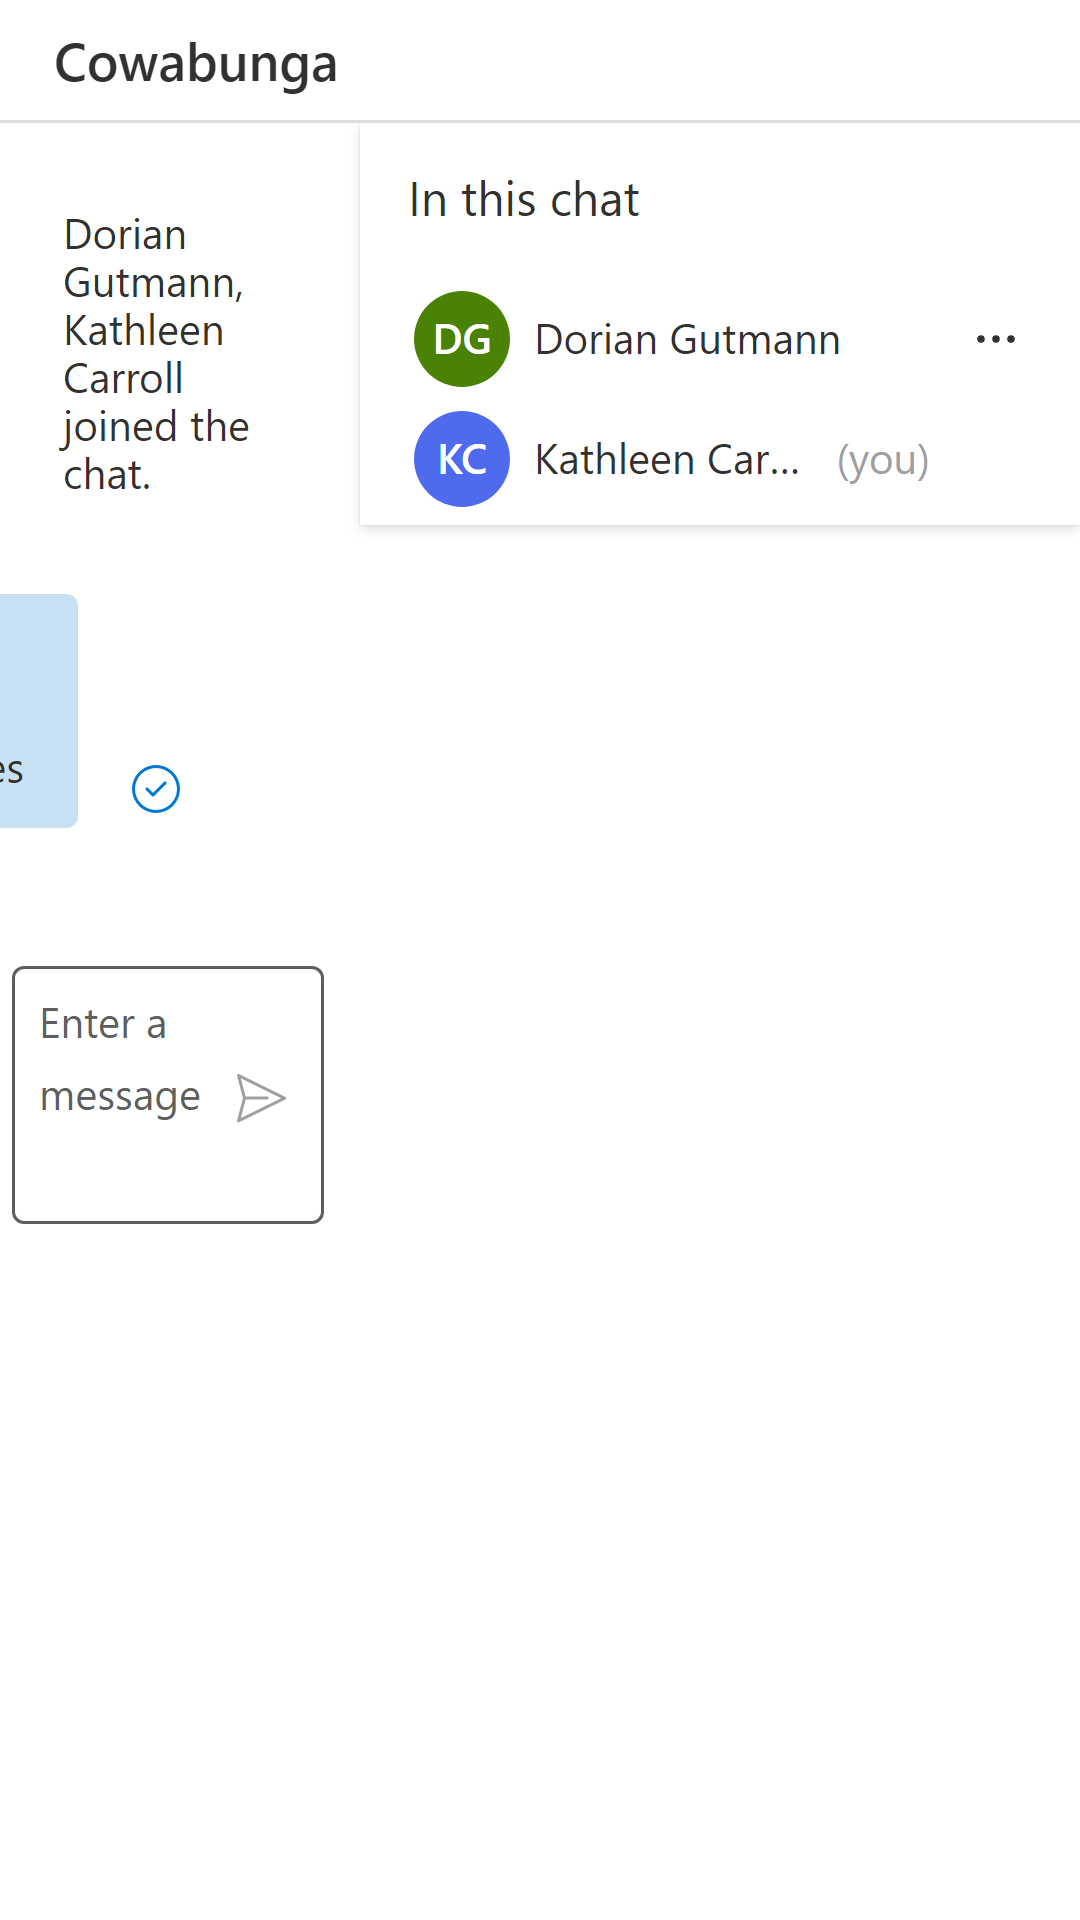 Cowabunga
Dorian
Gutmann,
Kathleen
Carroll
joined the
chat.
In this chat
DG Dorian Gutmann
KC Kathleen Car... (you)
es
Enter a
message